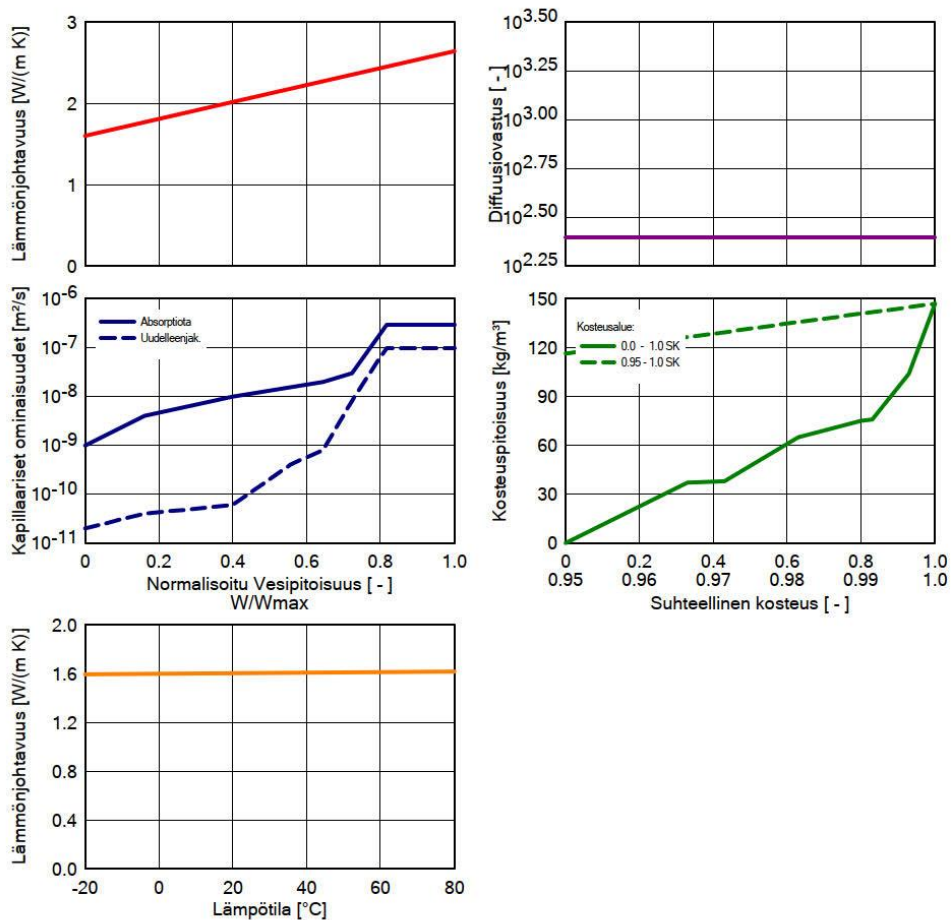 Lämmönjohtavuus [W/(m K)]
3
2
1
0
Diffuusiovastus [ - ]
10^3.50
10^3.25
10^3.00
10^2.75
10^2.50
10^2.25
Kapillaariset ominaisuudet [m²/s]
10^-6
10^-7
10^-8
10^-9
10^-10
10^-11
Absorptiota
Uudelleenjak.
0 0.2 0.4 0.6 0.8 1.0
Normalisoitu Vesipitoisuus [ - ]
W/Wmax
Kosteuspitoisuus [kg/m³]
150
120
90
60
30
0
Kosteusalue:
0.0 - 1.0 SK
0.95 - 1.0 SK
0 0.2 0.4 0.6 0.8 1.0
0.95 0.96 0.97 0.98 0.99 1.0
Suhteellinen kosteus [ - ]
Lämmönjohtavuus [W/(m K)]
2.0
1.6
1.2
0.8
0.4
0.0
-20 0 20 40 60 80
Lämpötila [°C]